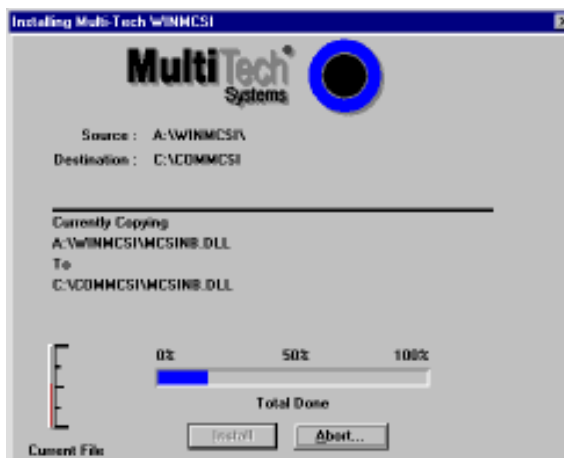 Installing Multi-Tech WINMCSI
MultiTech
Systems
Source : A:\WINMCSI\
Destination : C:\COMMCSI
Currently Copying
A:\WINMCSI\MCSINB.DLL
To
C:\COMMCSI\MCSINB.DLL
0% 50% 100%
Total Done
Install Abort...
Current File